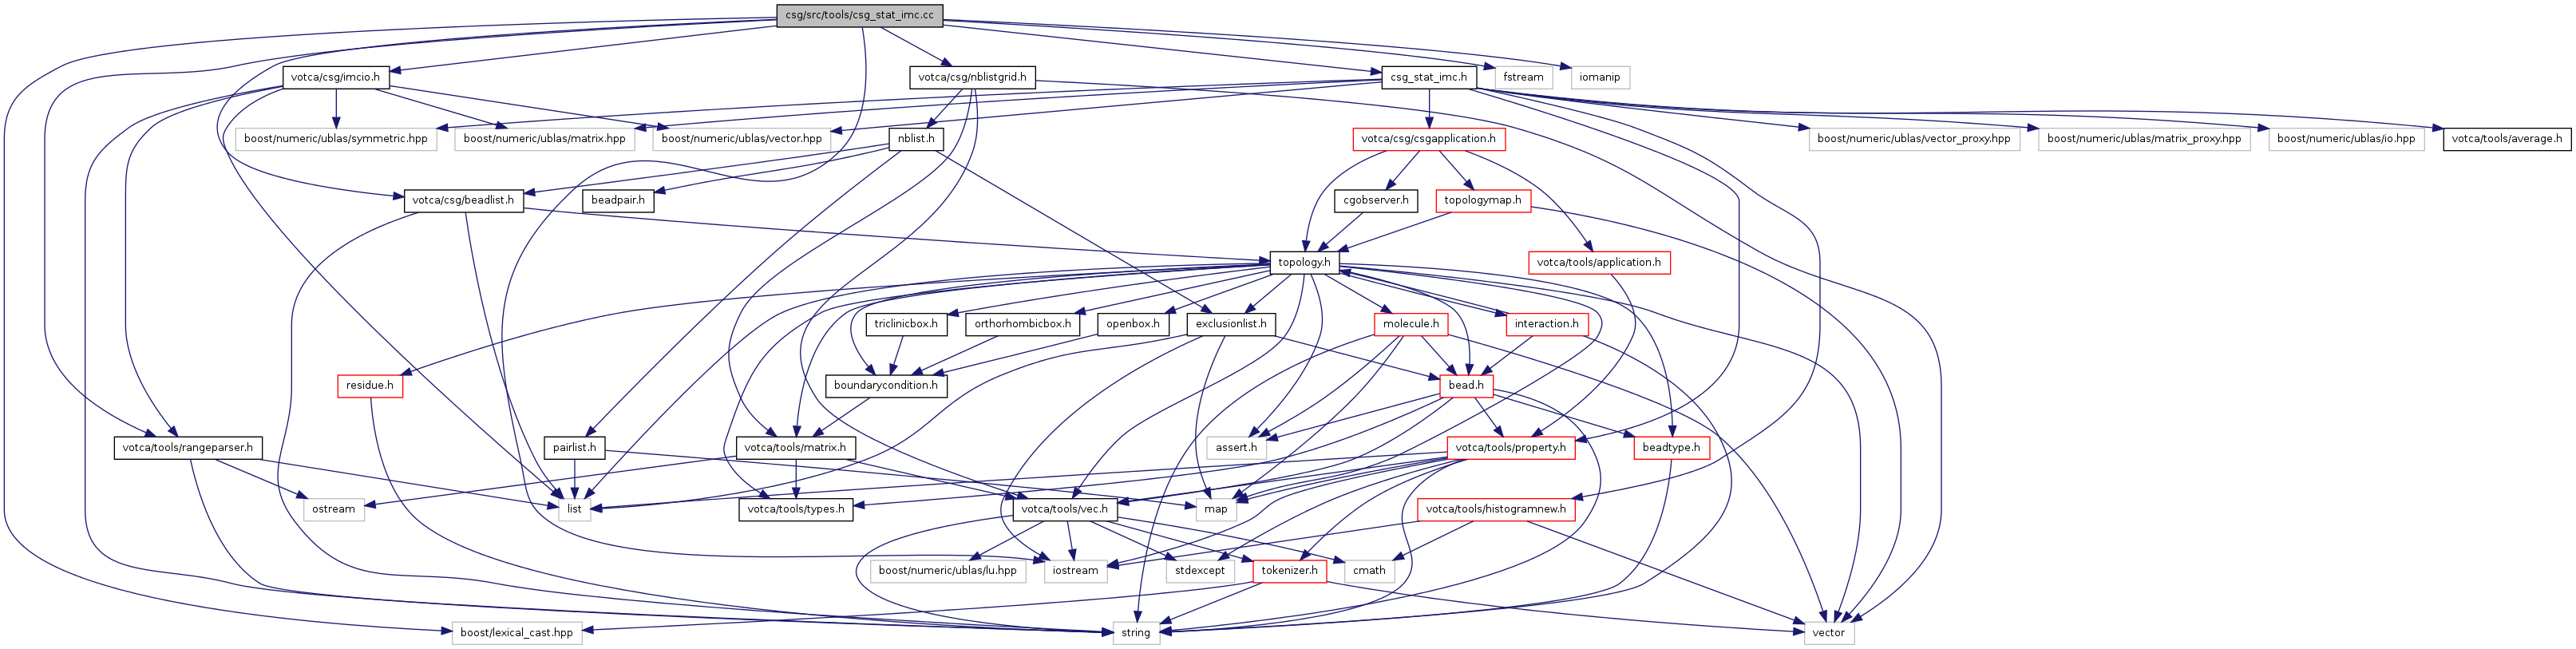 csg/src/tools/csg_stat_imc.cc
votca/csg/imcio.h
votca/csg/nblistgrid.h
csg_stat_imc.h
fstream
iomanip
boost/numeric/ublas/symmetric.hpp
boost/numeric/ublas/matrix.hpp
boost/numeric/ublas/vector.hpp
nblist.h
votca/csg/csgapplication.h
boost/numeric/ublas/vector_proxy.hpp
boost/numeric/ublas/matrix_proxy.hpp
boost/numeric/ublas/io.hpp
votca/tools/average.h
votca/csg/beadlist.h
beadpair.h
cgobserver.h
topologymap.h
topology.h
votca/tools/application.h
triclinicbox.h
orthorhombicbox.h
openbox.h
exclusionlist.h
molecule.h
interaction.h
residue.h
boundarycondition.h
bead.h
votca/tools/rangeparser.h
pairlist.h
votca/tools/matrix.h
assert.h
votca/tools/property.h
beadtype.h
ostream
list
votca/tools/types.h
votca/tools/vec.h
map
votca/tools/histogramnew.h
boost/numeric/ublas/lu.hpp
iostream
stdexcept
tokenizer.h
cmath
boost/lexical_cast.hpp
string
vector